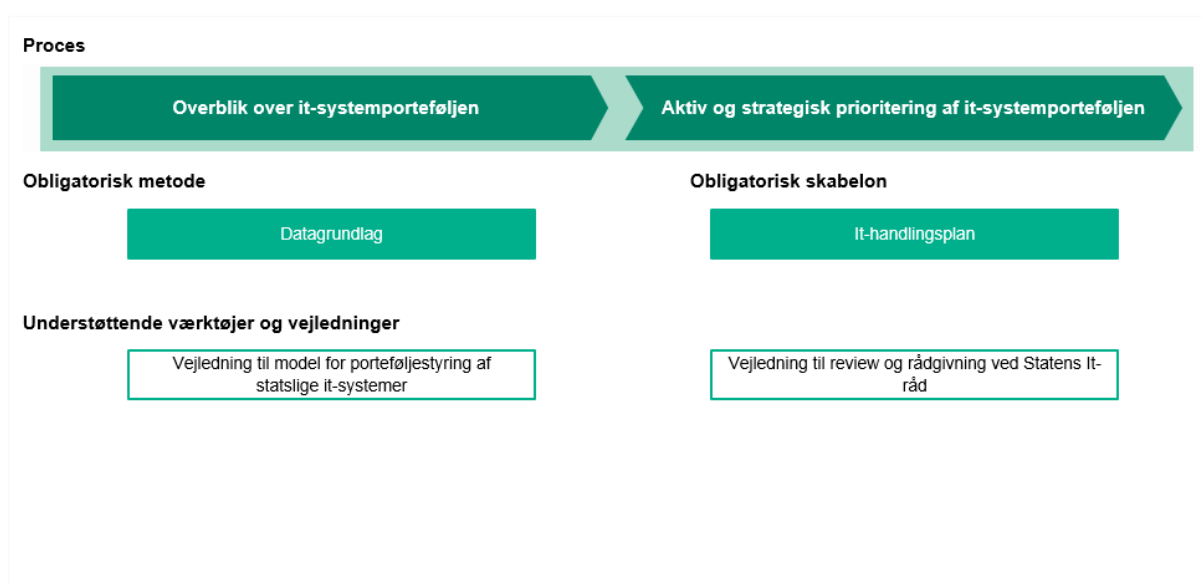 Proces
Overblik over it-systemporteføljen
Aktiv og strategisk prioritering af it-systemporteføljen
Obligatorisk metode
Obligatorisk skabelon
Datagrundlag
It-handlingsplan
Understøttende værktøjer og vejledninger
Vejledning til model for porteføljestyring af
statslige it-systemer
Vejledning til review og rådgivning ved Statens It-
råd